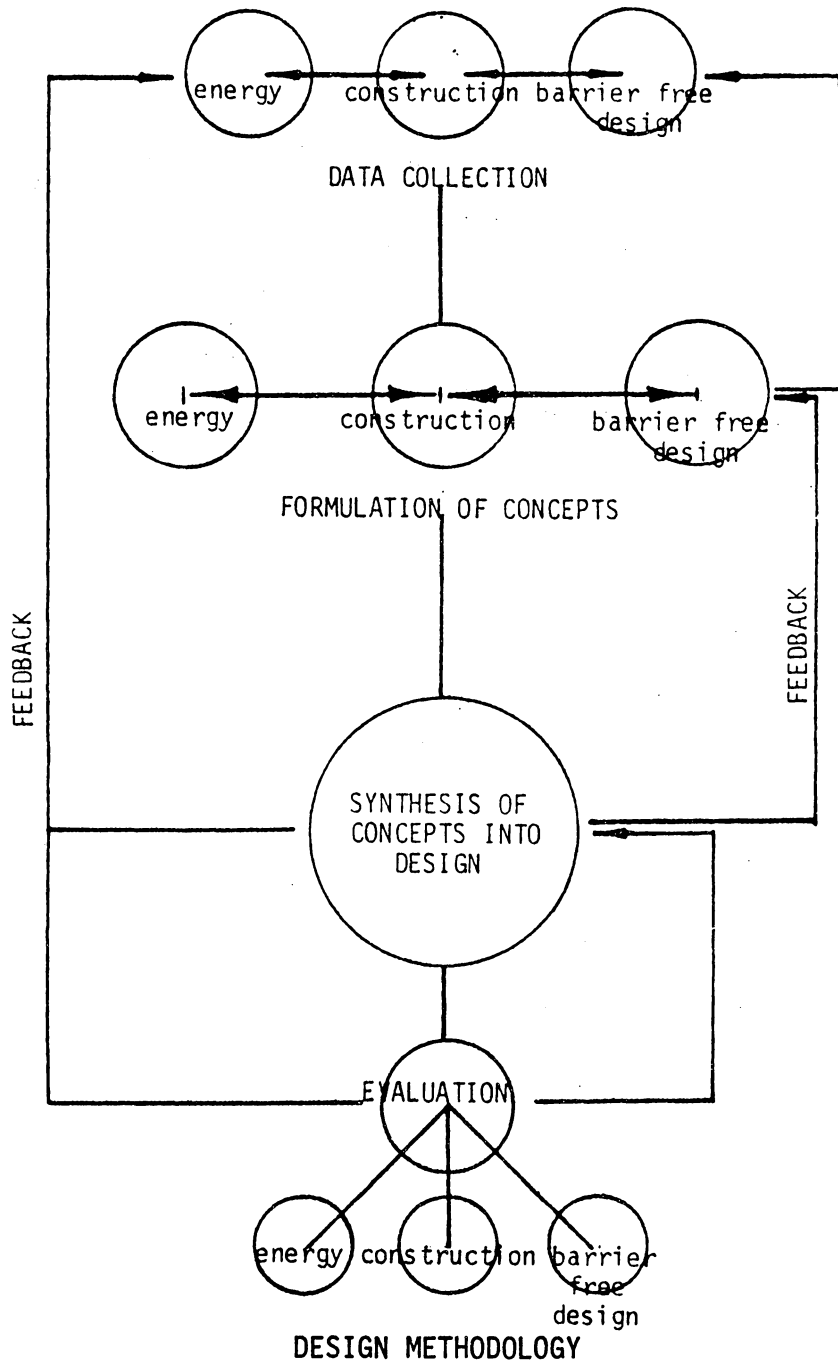 energy construction barrier free
design
DATA COLLECTION
energy construction barrier free
design
FORMULATION OF CONCEPTS
FEEDBACK
FEEDBACK
SYNTHESIS OF
CONCEPTS INTO
DESIGN
EVALUATION
energy construction barrier
free
design
DESIGN METHODOLOGY